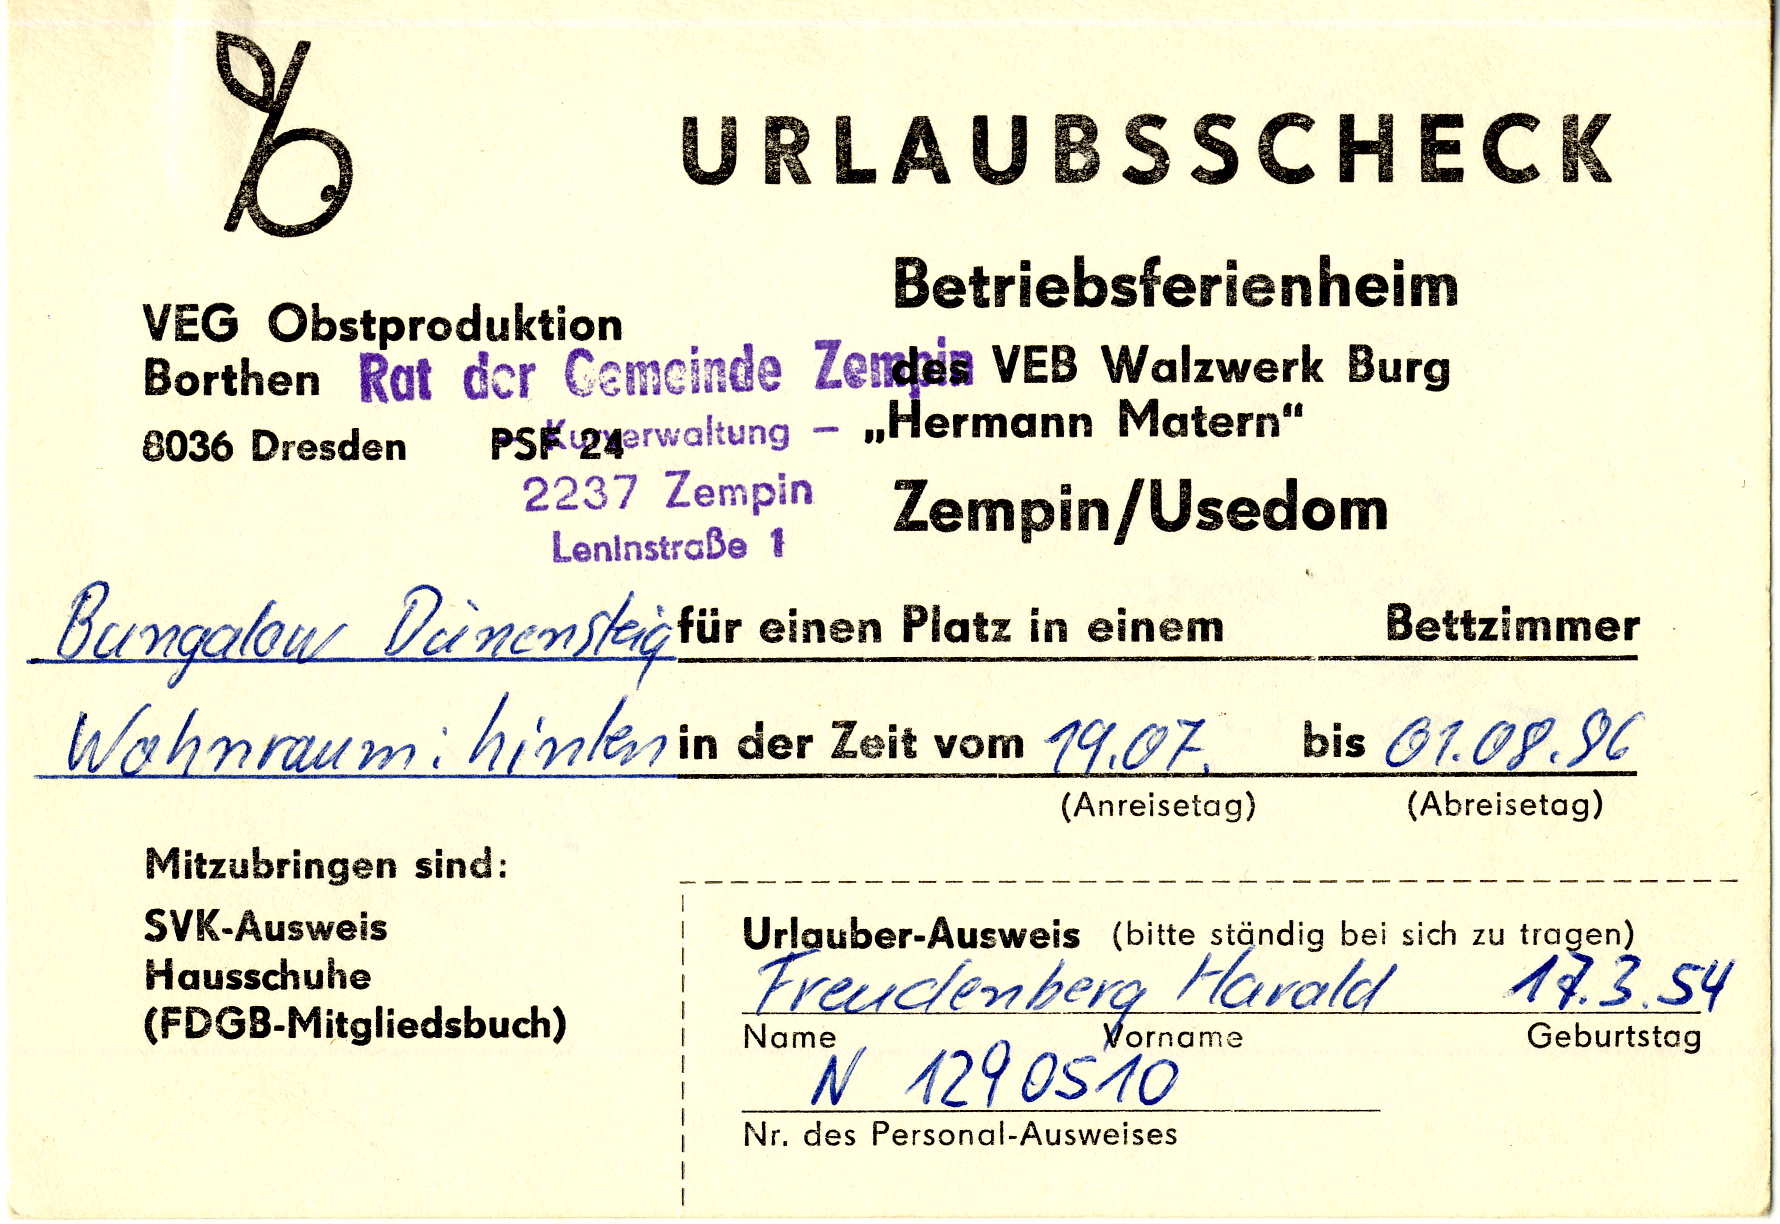 URLAUBSSCHECK
VEG Obstproduktion
Borthen
8036 Dresden PSF 24
Rat der Gemeinde Zempin
– Kurverwaltung –
2237 Zempin
Leninstraße 1
Betriebsferienheim
des VEB Walzwerk Burg
„Hermann Matern“
Zempin/Usedom
Bungalow Dünensteig für einen Platz in einem Bettzimmer
Wohnraum: hinten in der Zeit vom 19.07. bis 01.08.86
(Anreisetag) (Abreisetag)
Mitzubringen sind:
SVK-Ausweis
Hausschuhe
(FDGB-Mitgliedsbuch)
Urlauber-Ausweis (bitte ständig bei sich zu tragen)
Freudenberg Harald 17.3.54
Name Vorname Geburtstag
N 1290510
Nr. des Personal-Ausweises